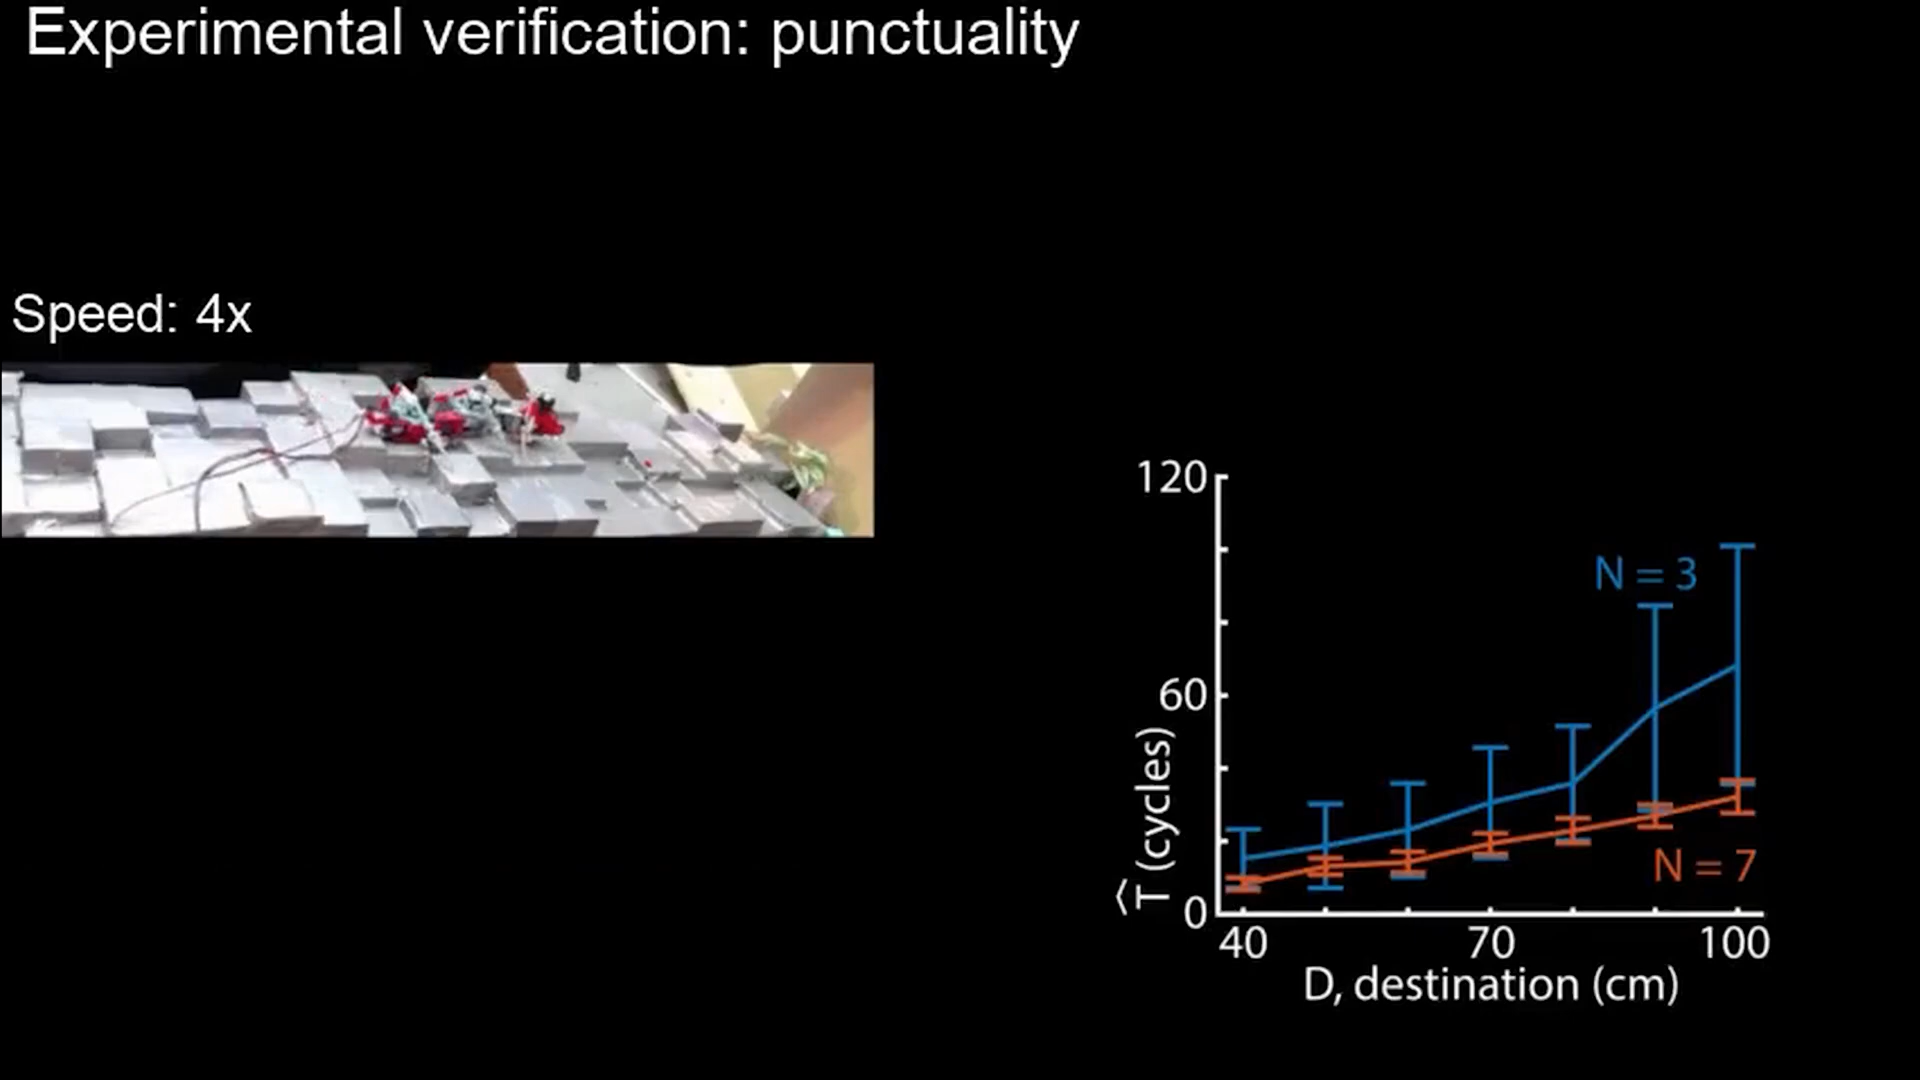 Experimental verification: punctuality
Speed: 4x
120
60
0
T̂ (cycles)
N = 3
N = 7
40 70 100
D, destination (cm)